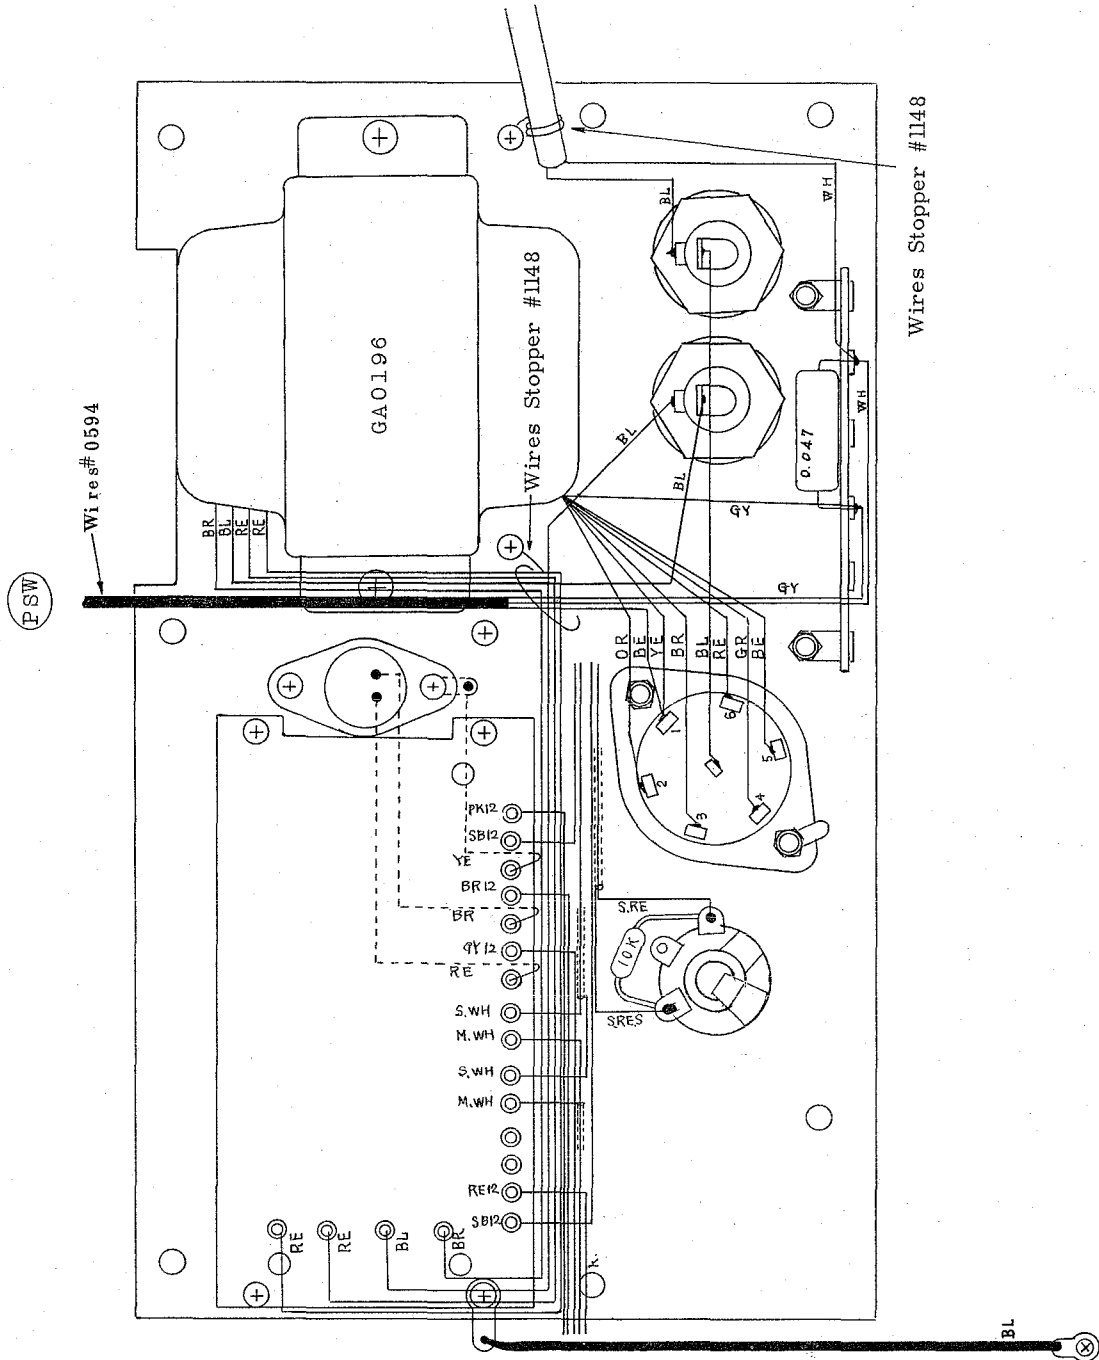 Wires Stopper #1148
WH
BL
Wires Stopper #1148
GA0196
Wires#0594
PSW
BR
BL
RE
RE
BL
BL
GY
0.047
WH
GY
OR
BE
YE
BR
BL
RE
GR
BE
1
2
3
4
5
6
PK12
SB12
YE
BR12
BR
GY12
RE
S.WH
M.WH
S.WH
M.WH
RE12
SB12
S.RE
10K
S.RES
RE
RE
BL
BR
K.
BL